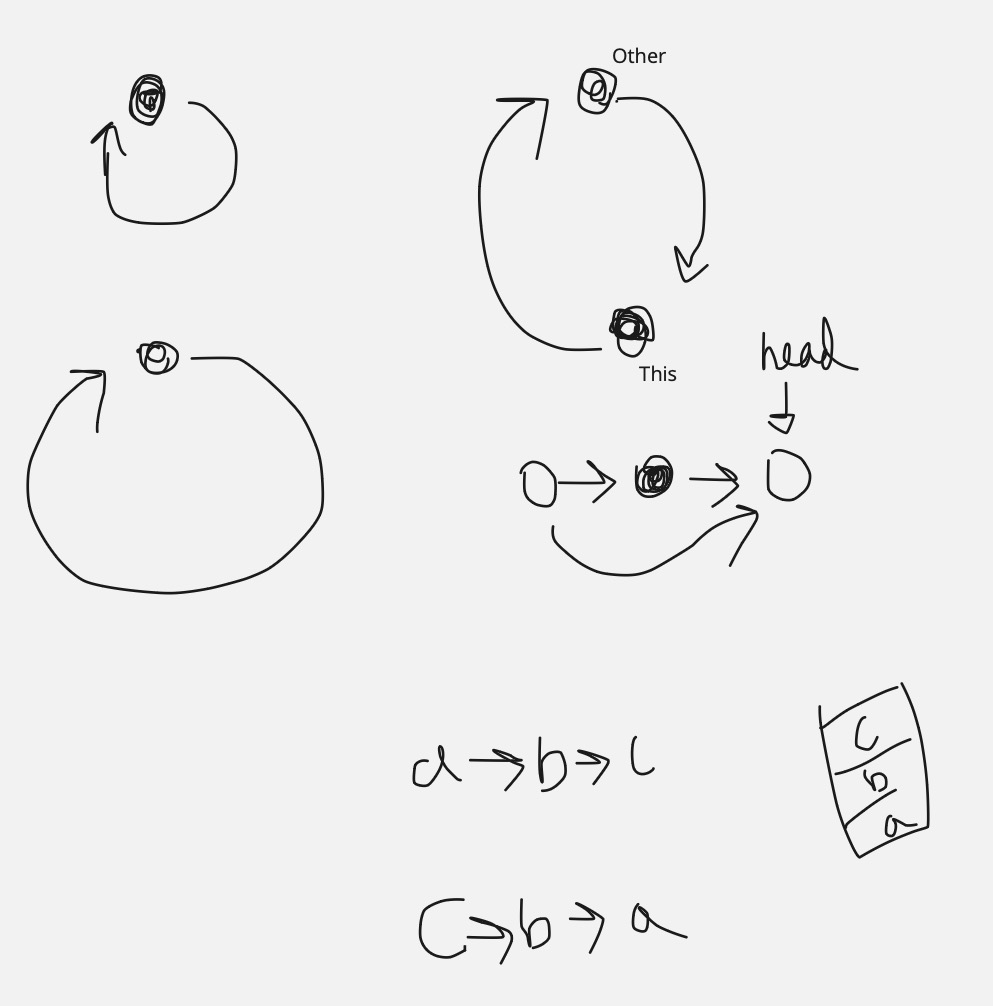 Other
This
head
a → b → c
c
b
a
C → b → a